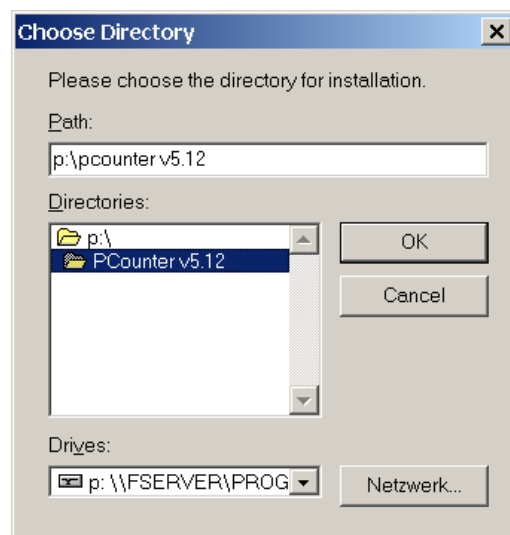 Choose Directory
Please choose the directory for installation.
Path:
p:\pcounter v5.12
Directories:
p:\
PCounter v5.12
OK
Cancel
Drives:
p: \\FSERVER\PROG
Netzwerk...